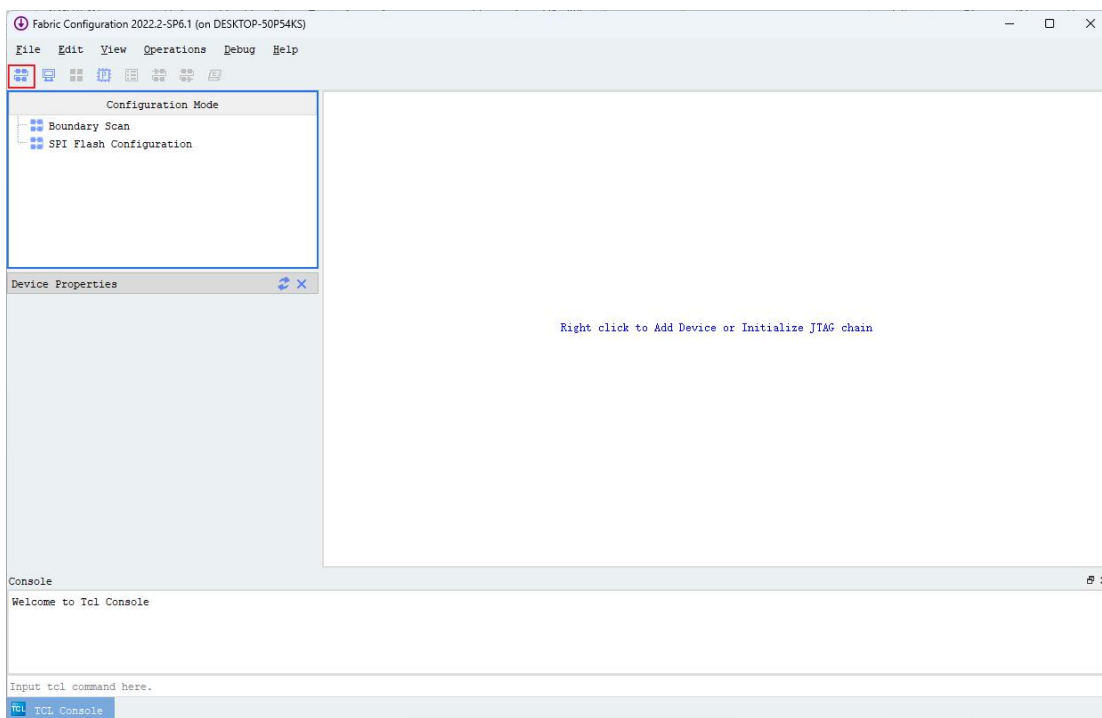 Fabric Configuration 2022.2-SP6.1 (on DESKTOP-50P54KS)
File Edit View Operations Debug Help
Configuration Mode
Boundary Scan
SPI Flash Configuration
Device Properties
Right click to Add Device or Initialize JTAG chain
Console
Welcome to Tcl Console
Input tcl command here.
TCL TCL Console